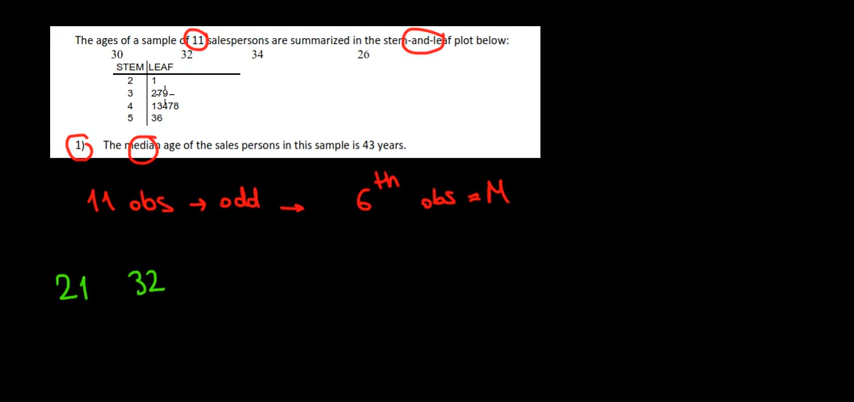 The ages of a sample of 11 salespersons are summarized in the stem-and-leaf plot below:
30 32 34 26
STEM LEAF
2 1
3 279
4 13478
5 36
1) The median age of the sales persons in this sample is 43 years.
11 obs → odd → 6th obs = M
21 32